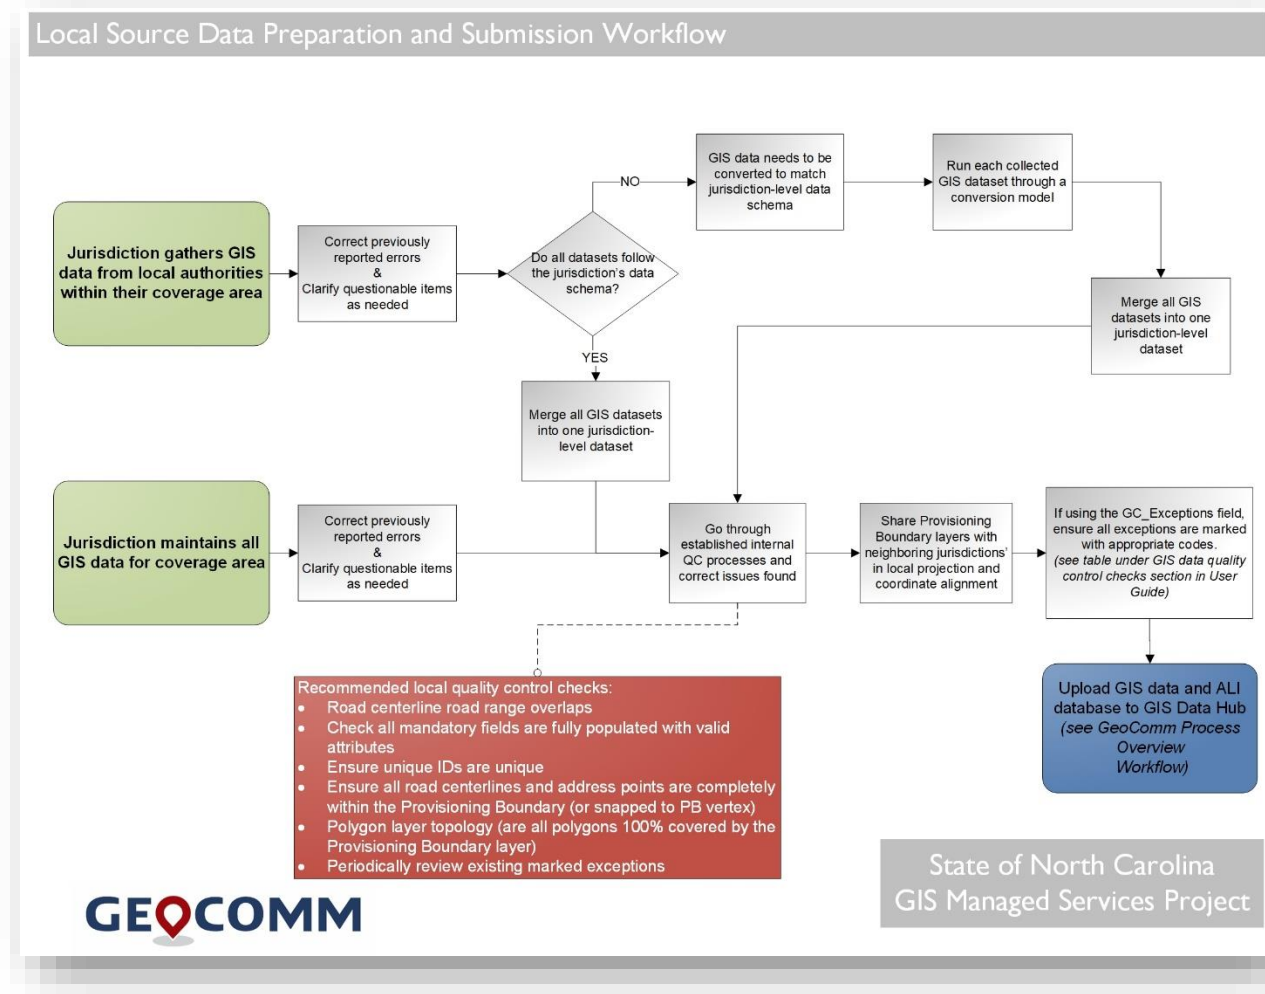 Local Source Data Preparation and Submission Workflow
GIS data needs to be
converted to match
jurisdiction-level data
schema
Run each collected
GIS dataset through a
conversion model
NO
Jurisdiction gathers GIS
data from local authorities
within their coverage area
Correct previously
reported errors
&
Clarify questionable items
as needed
Do all datasets follow
the jurisdiction's data
schema?
Merge all GIS
datasets into one
jurisdiction-level
dataset
YES
Merge all GIS datasets
into one jurisdiction-
level dataset
Jurisdiction maintains all
GIS data for coverage area
Correct previously
reported errors
&
Clarify questionable items
as needed
Go through
established internal
QC processes and
correct issues found
Share Provisioning
Boundary layers with
neighboring jurisdictions'
in local projection and
coordinate alignment
If using the GC_Exceptions field,
ensure all exceptions are marked
with appropriate codes.
(see table under GIS data quality
control checks section in User
Guide)
Recommended local quality control checks:
• Road centerline road range overlaps
• Check all mandatory fields are fully populated with valid
attributes
• Ensure unique IDs are unique
• Ensure all road centerlines and address points are completely
within the Provisioning Boundary (or snapped to PB vertex)
• Polygon layer topology (are all polygons 100% covered by the
Provisioning Boundary layer)
• Periodically review existing marked exceptions
Upload GIS data and ALI
database to GIS Data Hub
(see GeoComm Process
Overview
Workflow)
GEOCOMM
State of North Carolina
GIS Managed Services Project